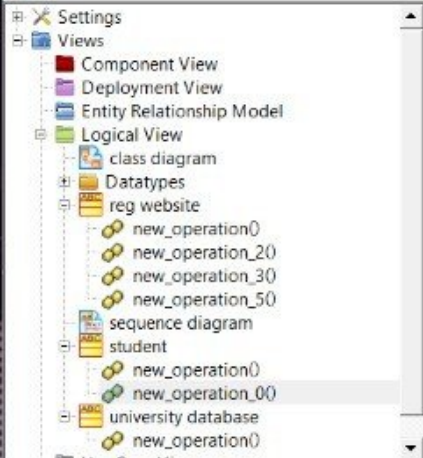 Settings
Views
Component View
Deployment View
Entity Relationship Model
Logical View
class diagram
Datatypes
reg website
new_operation()
new_operation_2()
new_operation_3()
new_operation_5()
sequence diagram
student
new_operation()
new_operation_0()
university database
new_operation()